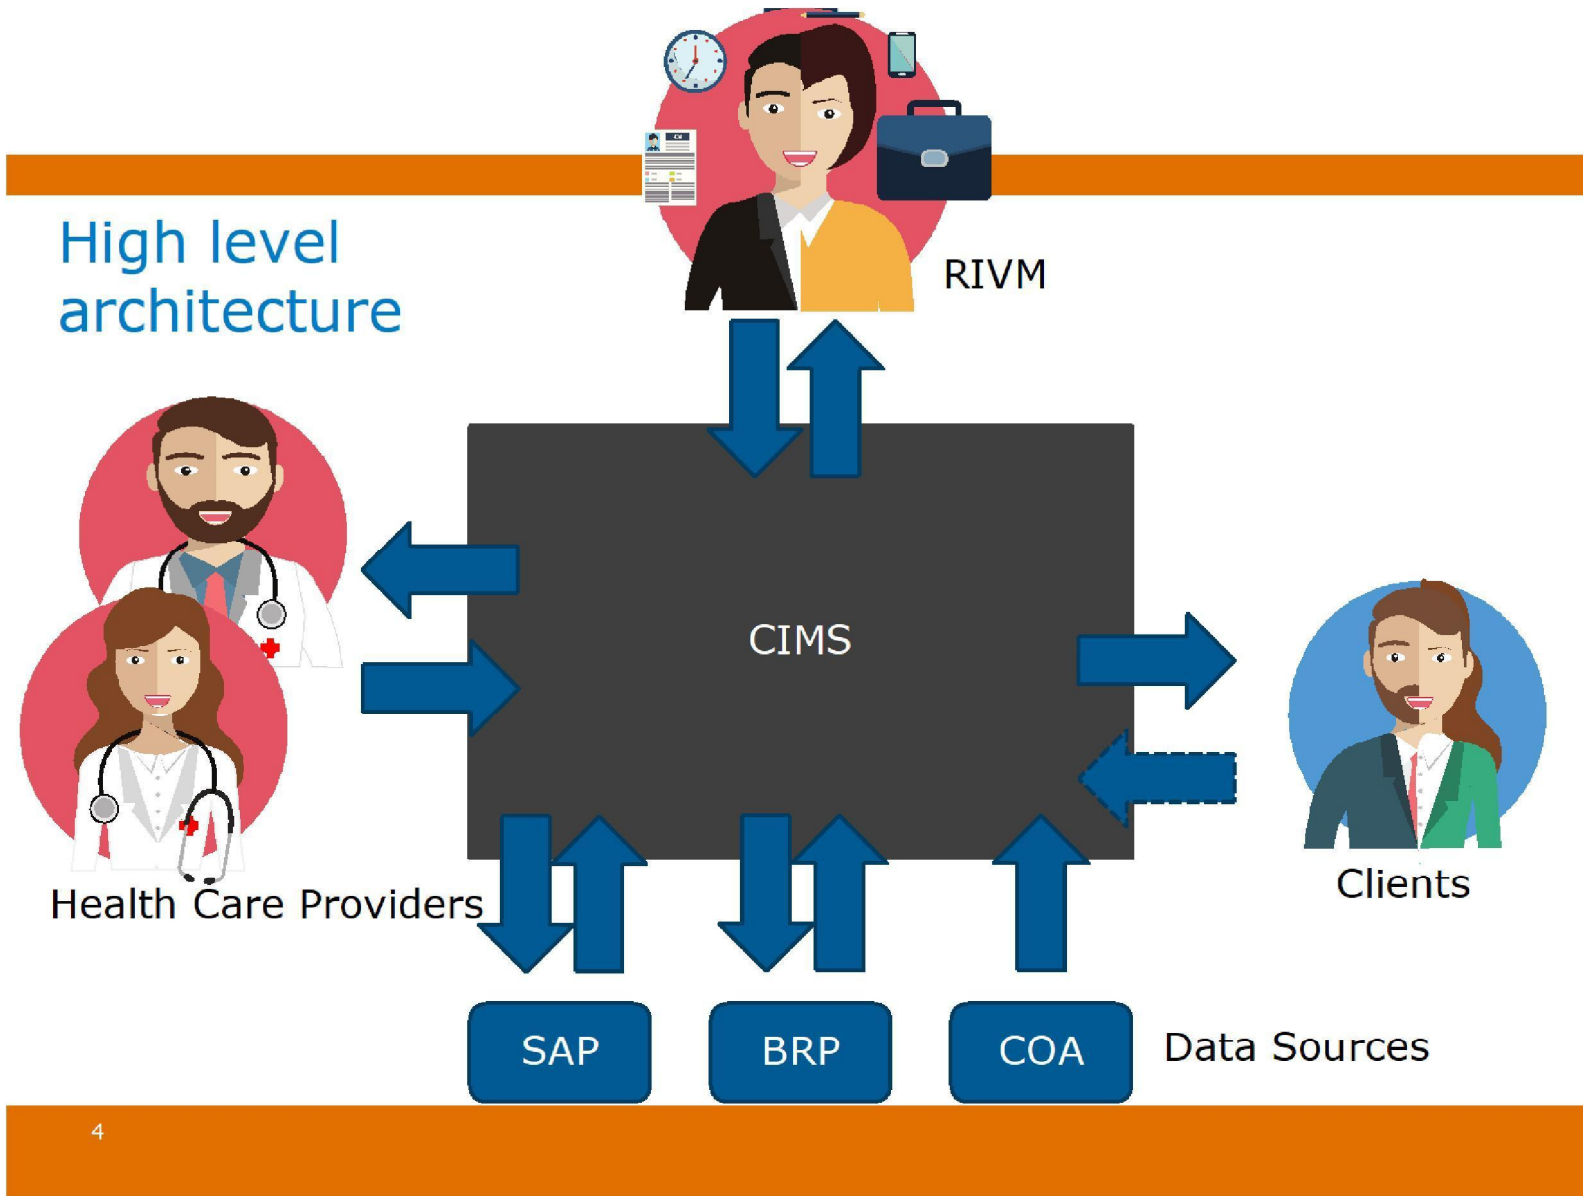 RIVM
High level
architecture
CIMS
Health Care Providers
Clients
SAP
BRP
COA
Data Sources
4